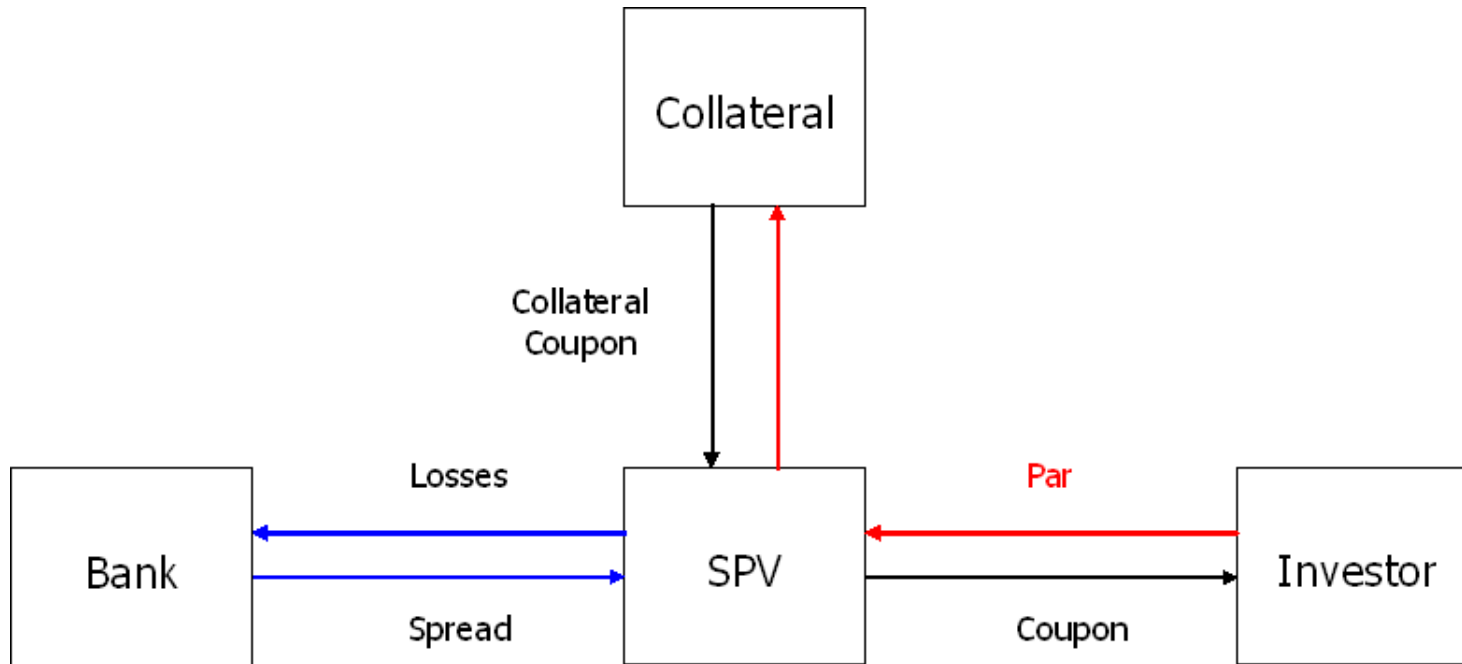 Collateral
Collateral
Coupon
Losses
Par
Bank
SPV
Investor
Spread
Coupon